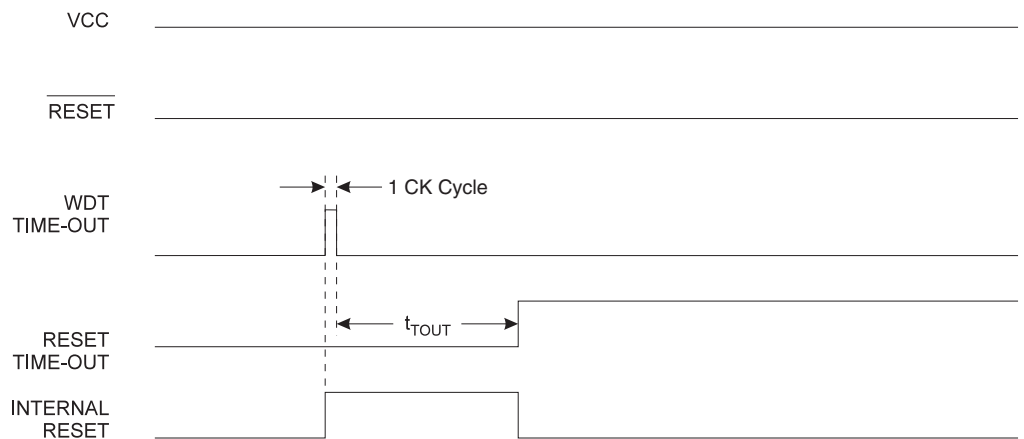 VCC
RESET
1 CK Cycle
WDT
TIME-OUT
tTOUT
RESET
TIME-OUT
INTERNAL
RESET